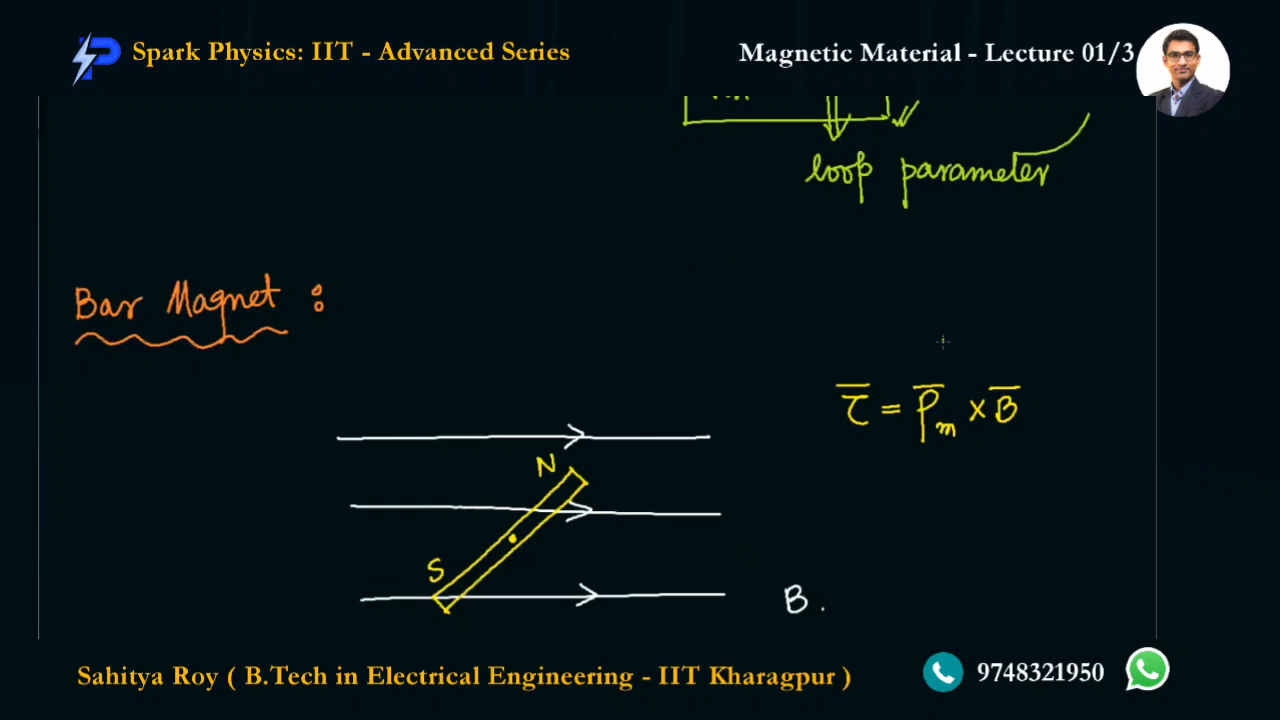 Spark Physics: IIT - Advanced Series
Magnetic Material - Lecture 01/3
loop parameter
Bar Magnet :
τ̅ = P̅m × B̅
N
S
B.
Sahitya Roy ( B.Tech in Electrical Engineering - IIT Kharagpur )
9748321950